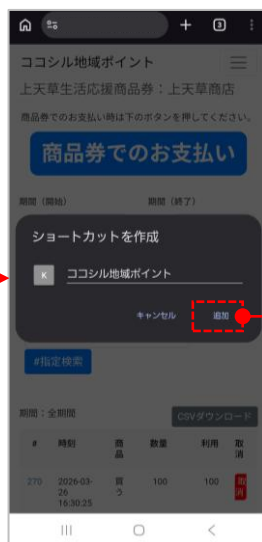 3
ココシル地域ポイント
上天草生活応援商品券：上天草商店
商品券でのお支払い時は下のボタンを押してください。
商品券でのお支払い
期間（開始） 期間（終了）
ショートカットを作成
K ココシル地域ポイント
キャンセル 追加
#指定検索
期間：全期間 CSVダウンロード
# 時刻 商品 数量 利用 取消
270 2026-03-26 16:30:25 買う 100 100 取消